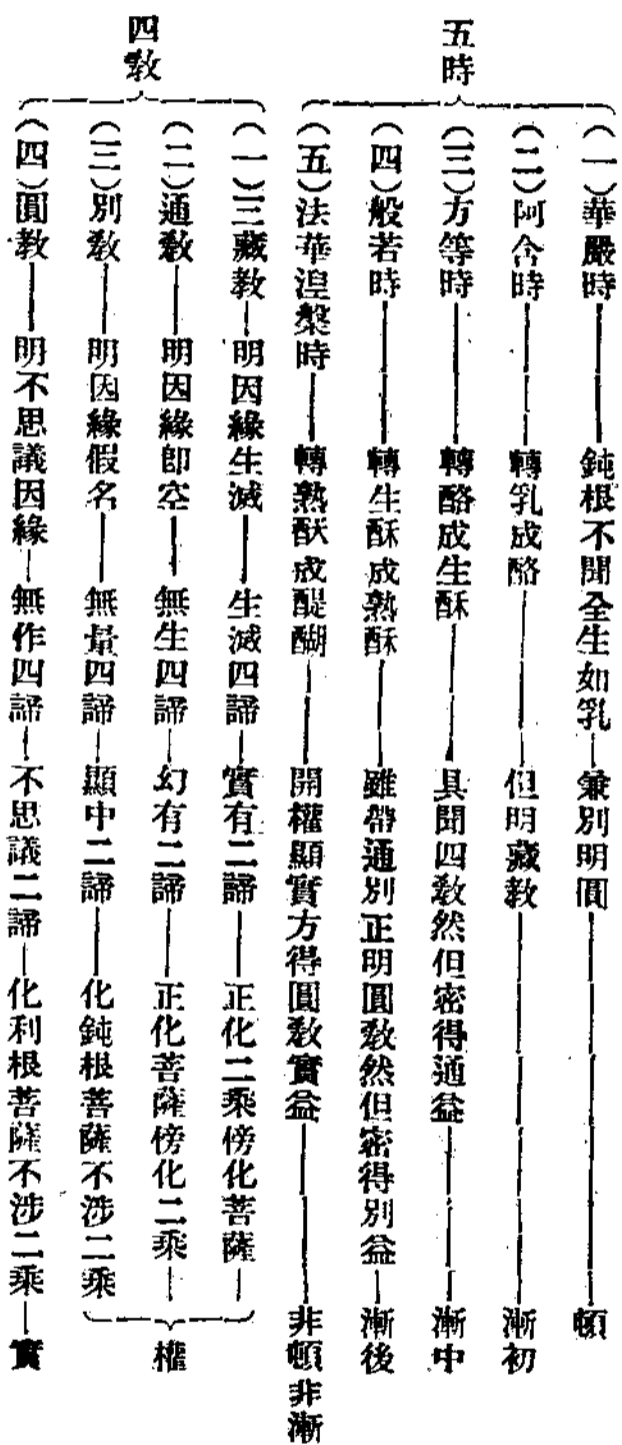 五時
(一)華嚴時——鈍根不聞全生如乳—兼別明圓——頓
(二)阿含時——轉乳成酪——但明藏敎——漸初
(三)方等時——轉酪成生酥——具聞四敎然但密得通益——漸中
(四)般若時——轉生酥成熟酥——雖帶通別正明圓敎然但密得別益—漸後
(五)法華涅槃時——轉熟酥成醍醐——開權顯實方得圓敎實益——非頓非漸
四敎
(一)三藏敎—明因緣生滅——生滅四諦—實有二諦——正化二乘傍化菩薩—
(二)通敎——明因緣卽空——無生四諦—幻有二諦——正化菩薩傍化二乘—
(三)別敎——明因緣假名——無量四諦—顯中二諦——化鈍根菩薩不涉二乘
權
(四)圓敎——明不思議因緣—無作四諦—不思議二諦—化利根菩薩不涉二乘—實